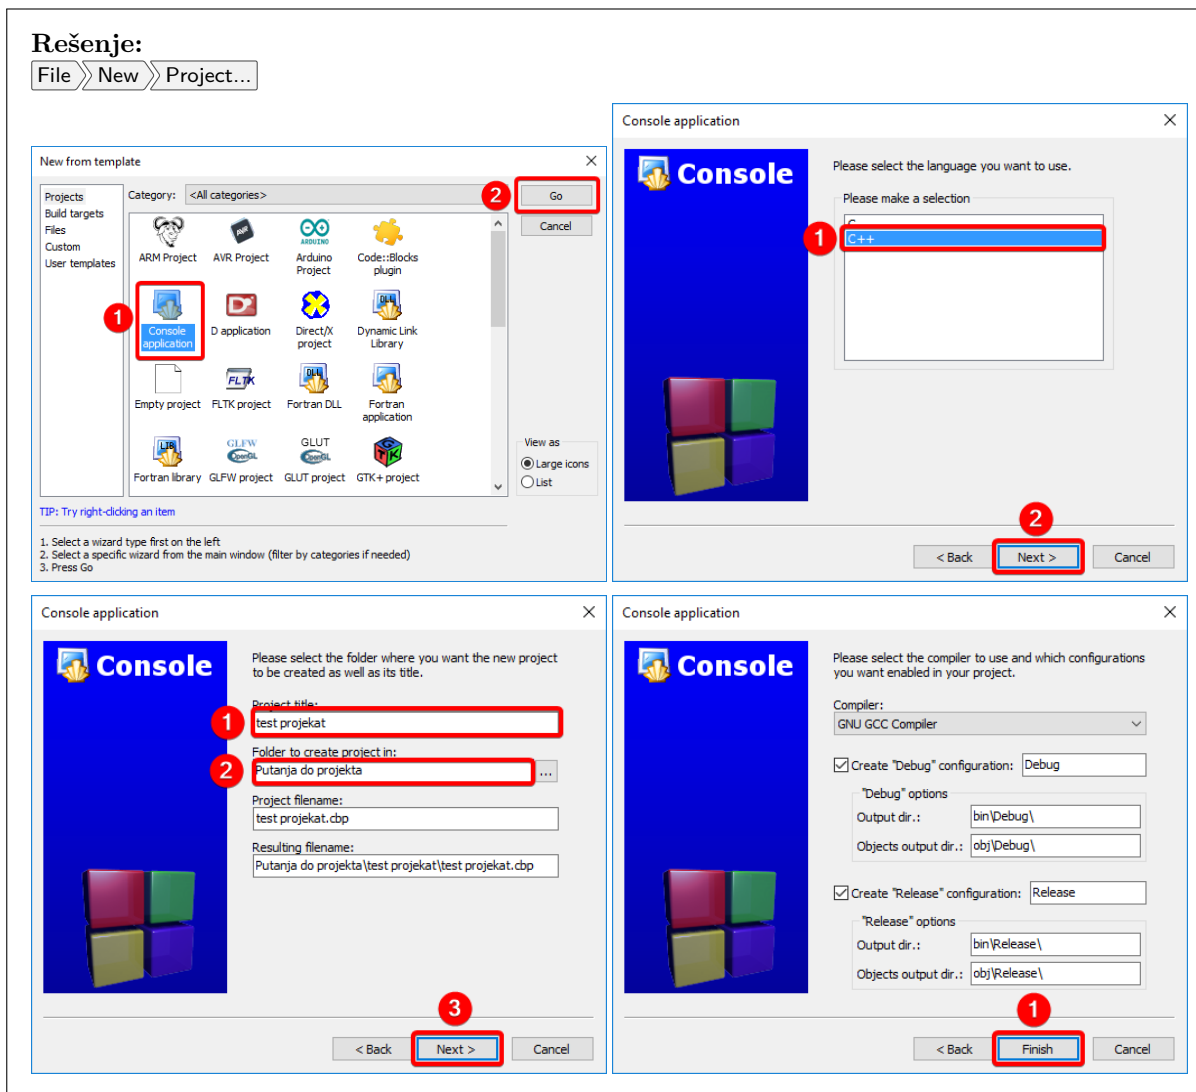 Rešenje:
File New Project...
New from template
Projects
Build targets
Files
Custom
User templates
Category: <All categories>
2
Go
Cancel
ARM Project
AVR Project
Arduino Project
Code::Blocks plugin
1
Console application
D application
Direct/X project
Dynamic Link Library
Empty project
FLTK project
Fortran DLL
Fortran application
Fortran library
GLFW project
GLUT project
GTK+ project
View as
Large icons
List
TIP: Try right-clicking an item
1. Select a wizard type first on the left
2. Select a specific wizard from the main window (filter by categories if needed)
3. Press Go
Console application
Console
Please select the language you want to use.
Please make a selection
1
C++
2
< Back
Next >
Cancel
Console application
Console
Please select the folder where you want the new project
to be created as well as its title.
Project title:
1
test projekat
Folder to create project in:
2
Putanja do projekta
...
Project filename:
test projekat.cbp
Resulting filename:
Putanja do projekta\test projekat\test projekat.cbp
3
< Back
Next >
Cancel
Console application
Console
Please select the compiler to use and which configurations
you want enabled in your project.
Compiler:
GNU GCC Compiler
Create "Debug" configuration: Debug
"Debug" options
Output dir.: bin\Debug\
Objects output dir.: obj\Debug\
Create "Release" configuration: Release
"Release" options
Output dir.: bin\Release\
Objects output dir.: obj\Release\
1
< Back
Finish
Cancel